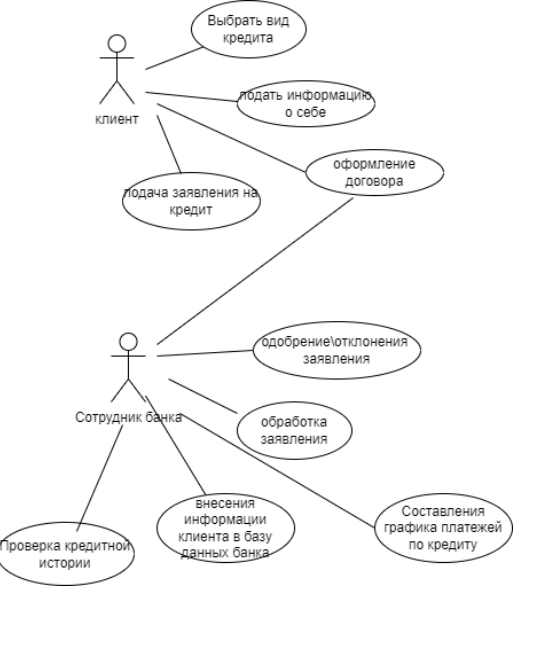 Выбрать вид
кредита
клиент
подать информацию
о себе
оформление
договора
подача заявления на
кредит
одобрение\отклонения
заявления
Сотрудник банка
обработка
заявления
внесения
информации
клиента в базу
данных банка
Составления
графика платежей
по кредиту
Проверка кредитной
истории